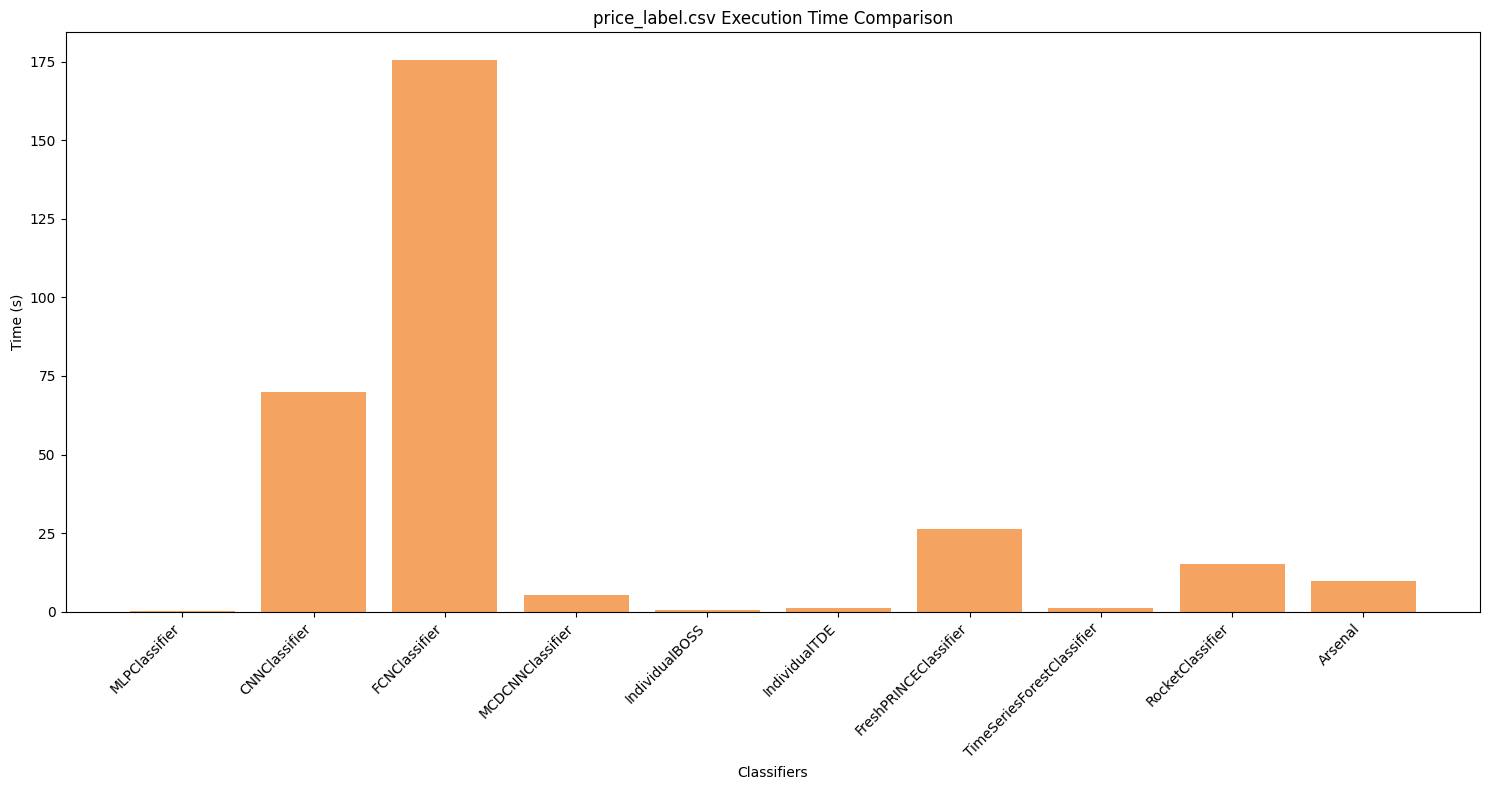 price_label.csv Execution Time Comparison
175
150
125
100
75
50
25
0
Time (s)
MLPClassifier
CNNClassifier
FCNClassifier
MCDCNNClassifier
IndividualBOSS
IndividualTDE
FreshPRINCEClassifier
TimeSeriesForestClassifier
RocketClassifier
Arsenal
Classifiers